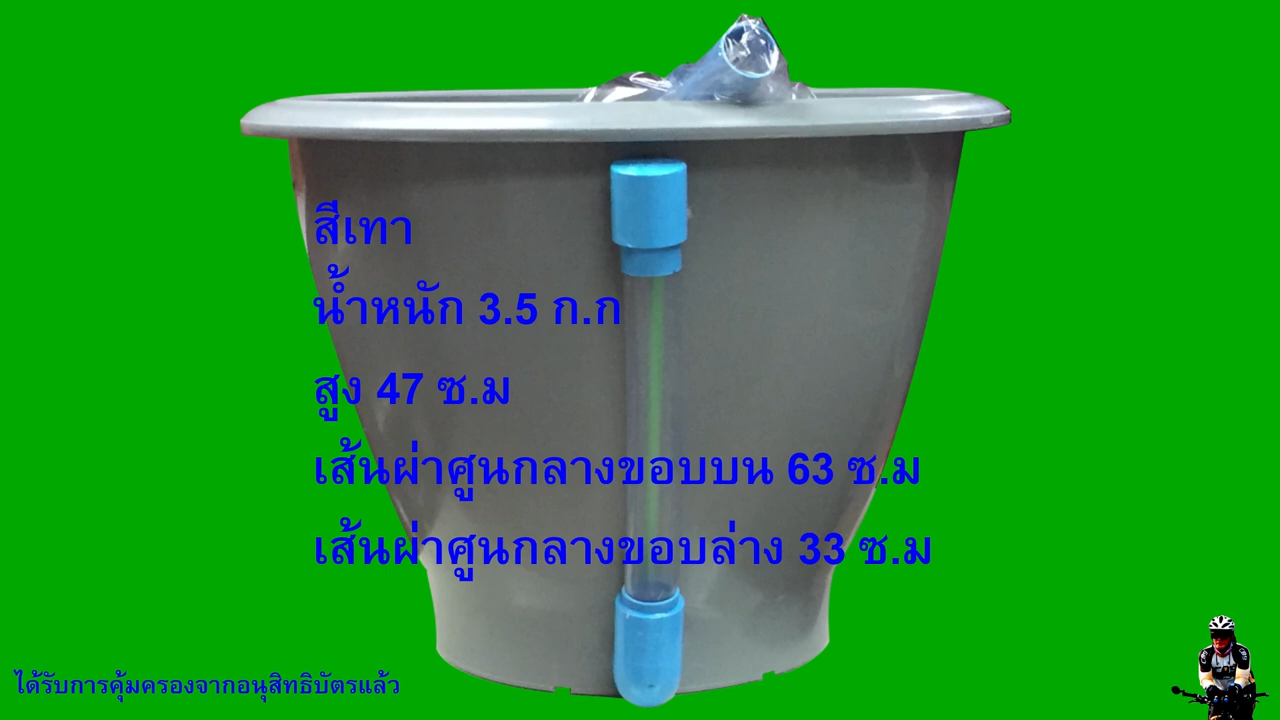 สีเทา
น้ำหนัก 3.5 ก.ก
สูง 47 ซ.ม
เส้นผ่าศูนกลางขอบบน 63 ซ.ม
เส้นผ่าศูนกลางขอบล่าง 33 ซ.ม
ได้รับการคุ้มครองจากอนุสิทธิบัตรแล้ว